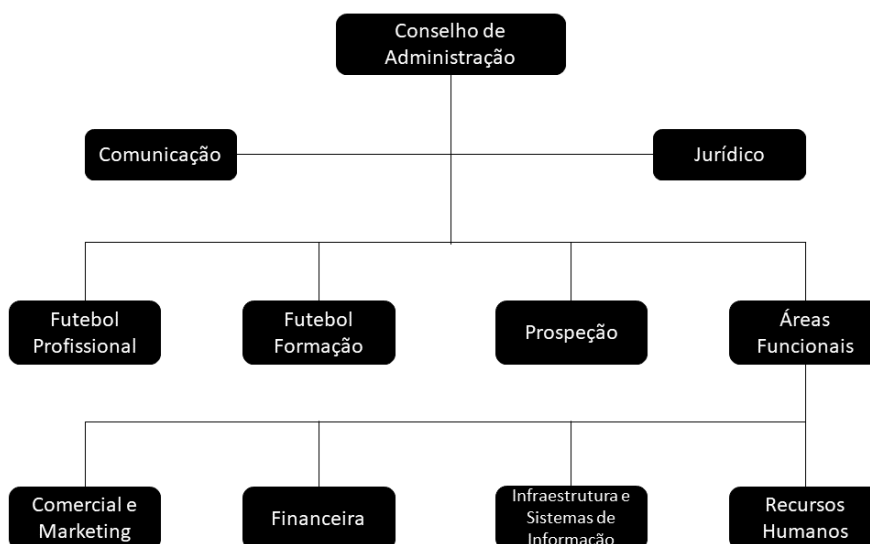 Conselho de
Administração
Comunicação
Jurídico
Futebol
Profissional
Futebol
Formação
Prospeção
Áreas
Funcionais
Comercial e
Marketing
Financeira
Infraestrutura e
Sistemas de
Informação
Recursos
Humanos